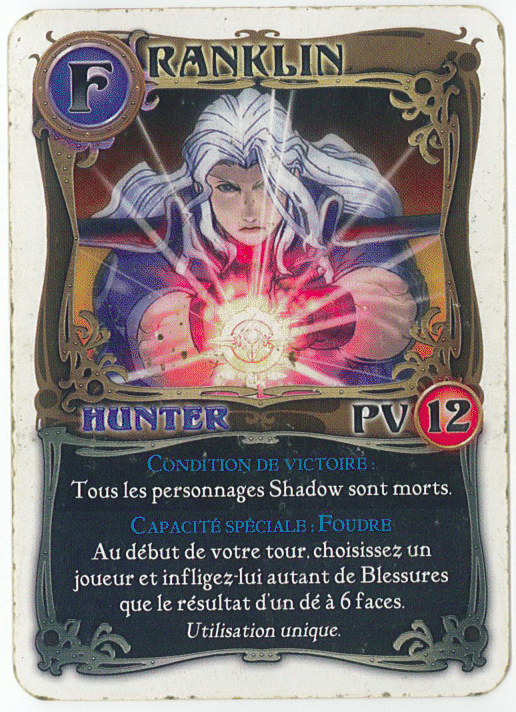 FRANKLIN
HUNTER PV 12
CONDITION DE VICTOIRE :
Tous les personnages Shadow sont morts.
CAPACITÉ SPÉCIALE : FOUDRE
Au début de votre tour, choisissez un
joueur et infligez-lui autant de Blessures
que le résultat d'un dé à 6 faces.
Utilisation unique.